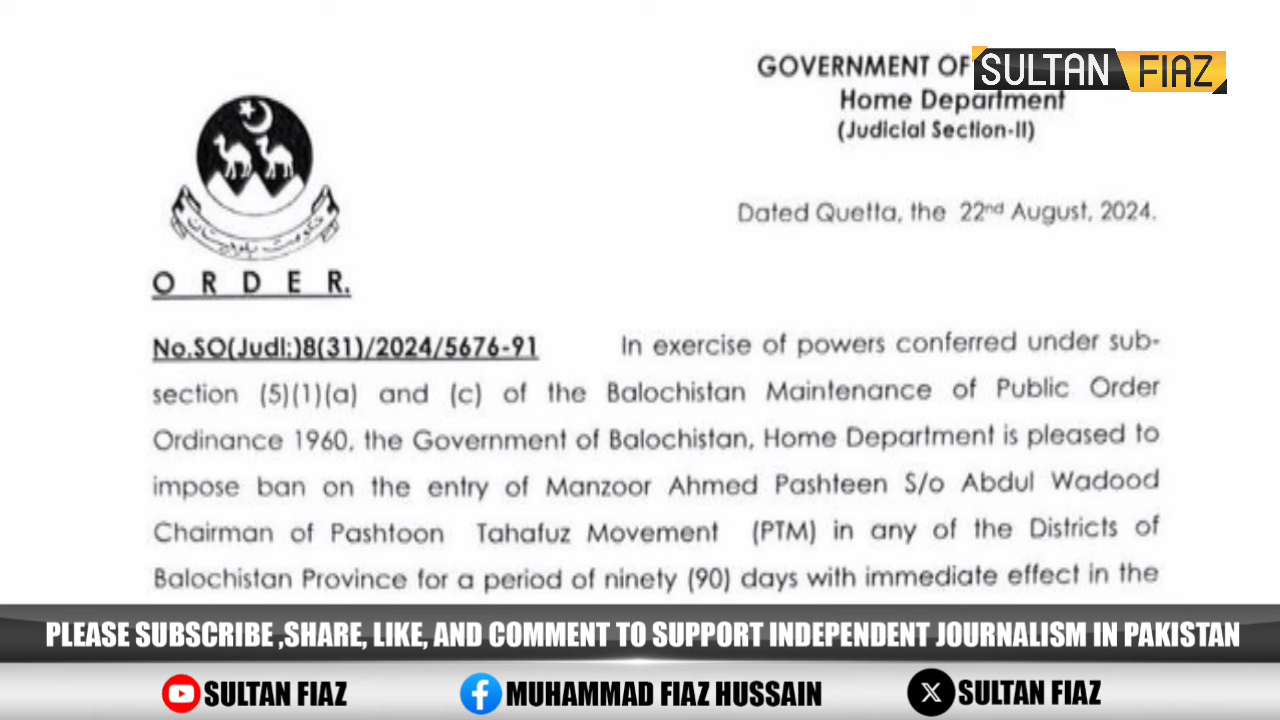 GOVERNMENT OF
SULTAN FIAZ
Home Department
(Judicial Section-II)
Dated Quetta, the 22nd August, 2024.
حکومت بلوچستان
O R D E R.
No.SO(Judl:)8(31)/2024/5676-91 In exercise of powers conferred under sub-
section (5)(1)(a) and (c) of the Balochistan Maintenance of Public Order
Ordinance 1960, the Government of Balochistan, Home Department is pleased to
impose ban on the entry of Manzoor Ahmed Pashteen S/o Abdul Wadood
Chairman of Pashtoon Tahafuz Movement (PTM) in any of the Districts of
Balochistan Province for a period of ninety (90) days with immediate effect in the
PLEASE SUBSCRIBE ,SHARE, LIKE, AND COMMENT TO SUPPORT INDEPENDENT JOURNALISM IN PAKISTAN
SULTAN FIAZ
MUHAMMAD FIAZ HUSSAIN
SULTAN FIAZ